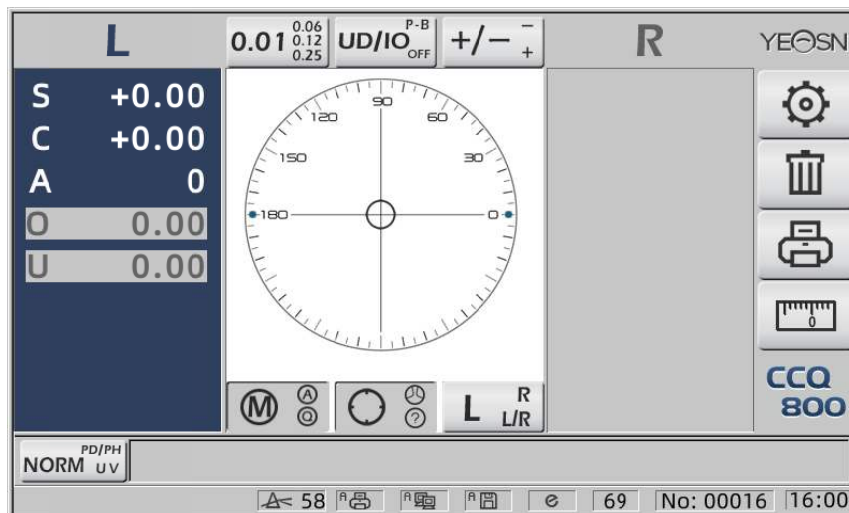 L
0.01 0.06 0.12 0.25
UD/IO P-B OFF
+/− − +
R
YEASN
S +0.00
C +0.00
A 0
O 0.00
U 0.00
90
120 60
150 30
180 0
0
M A Q
?
L R L/R
CCQ
800
NORM PD/PH UV
58 A A A e 69 No: 00016 16:00